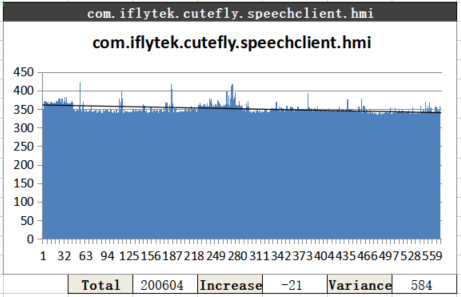 com.iflytek.cutefly.speechclient.hmi
com.iflytek.cutefly.speechclient.hmi
450
400
350
300
250
200
150
100
50
0
1 32 63 94 125 156 187 218 249 280 311 342 373 404 435 466 497 528 559
Total 200604 Increase -21 Variance 584